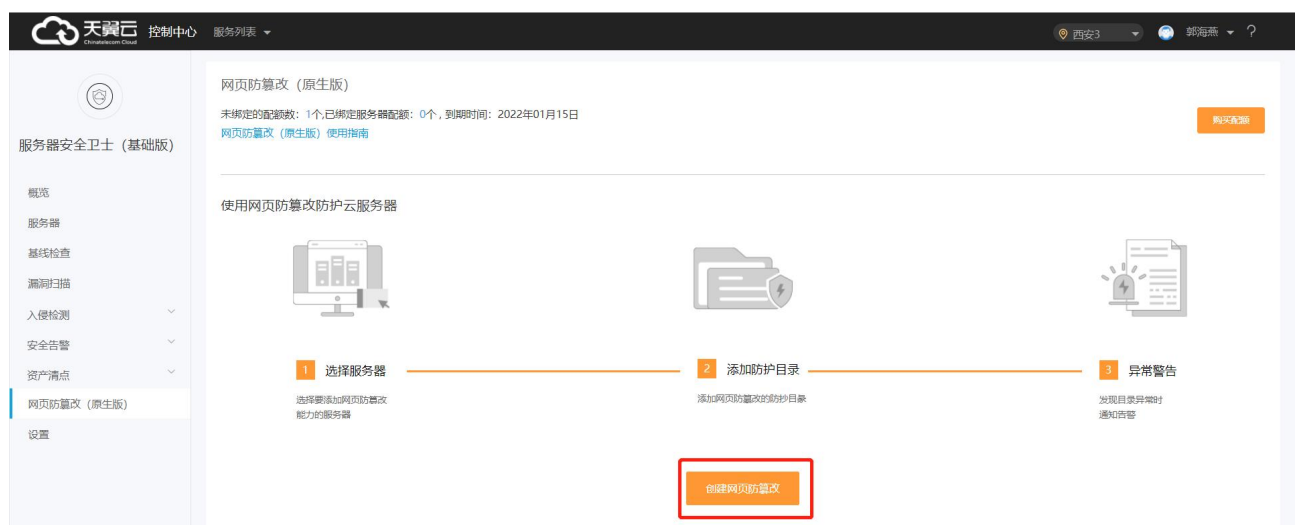 天翼云
Chinatelecom Cloud
控制中心 服务列表
西安3 郭海燕 ?
服务器安全卫士（基础版）
概览
服务器
基线检查
漏洞扫描
入侵检测
安全告警
资产清点
网页防篡改（原生版）
设置
网页防篡改（原生版）
未绑定的配额数：1个,已绑定服务器配额：0个 , 到期时间：2022年01月15日
网页防篡改（原生版）使用指南
购买配额
使用网页防篡改防护云服务器
1 选择服务器
选择要添加网页防篡改
能力的服务器
2 添加防护目录
添加网页防篡改的防抄目录
3 异常警告
发现目录异常时
通知告警
创建网页防篡改